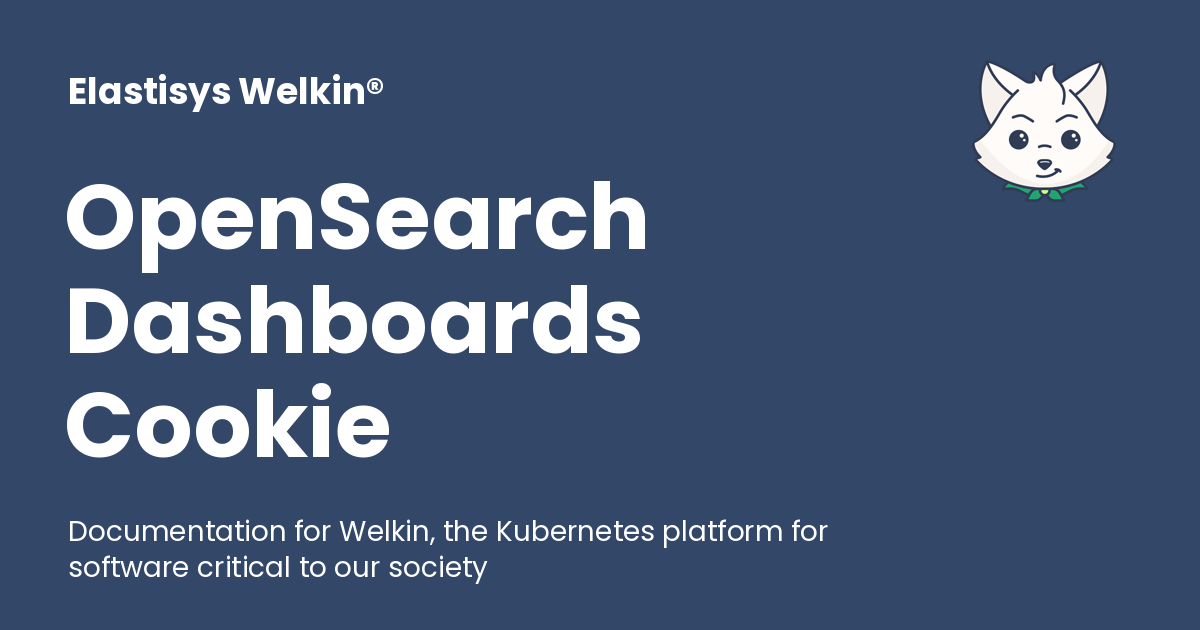 Elastisys Welkin®
OpenSearch
Dashboards
Cookie
Documentation for Welkin, the Kubernetes platform for
software critical to our society